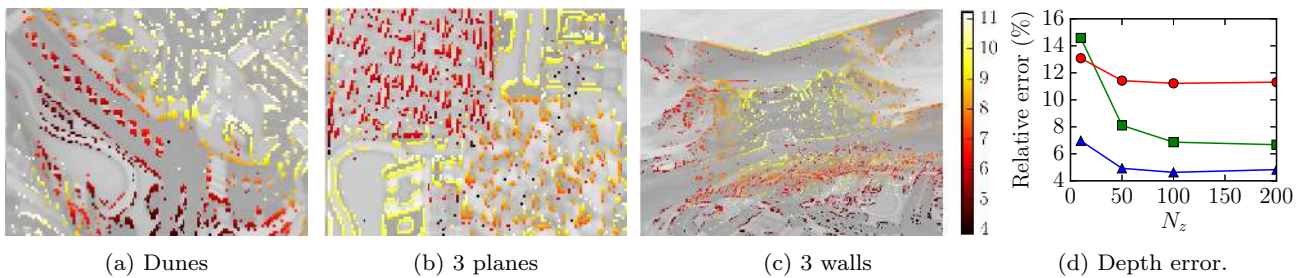 11
10
9
8
7
6
5
4
Relative error (%)
16
14
12
10
8
6
4
0 50 100 150 200
N_z
(a) Dunes
(b) 3 planes
(c) 3 walls
(d) Depth error.